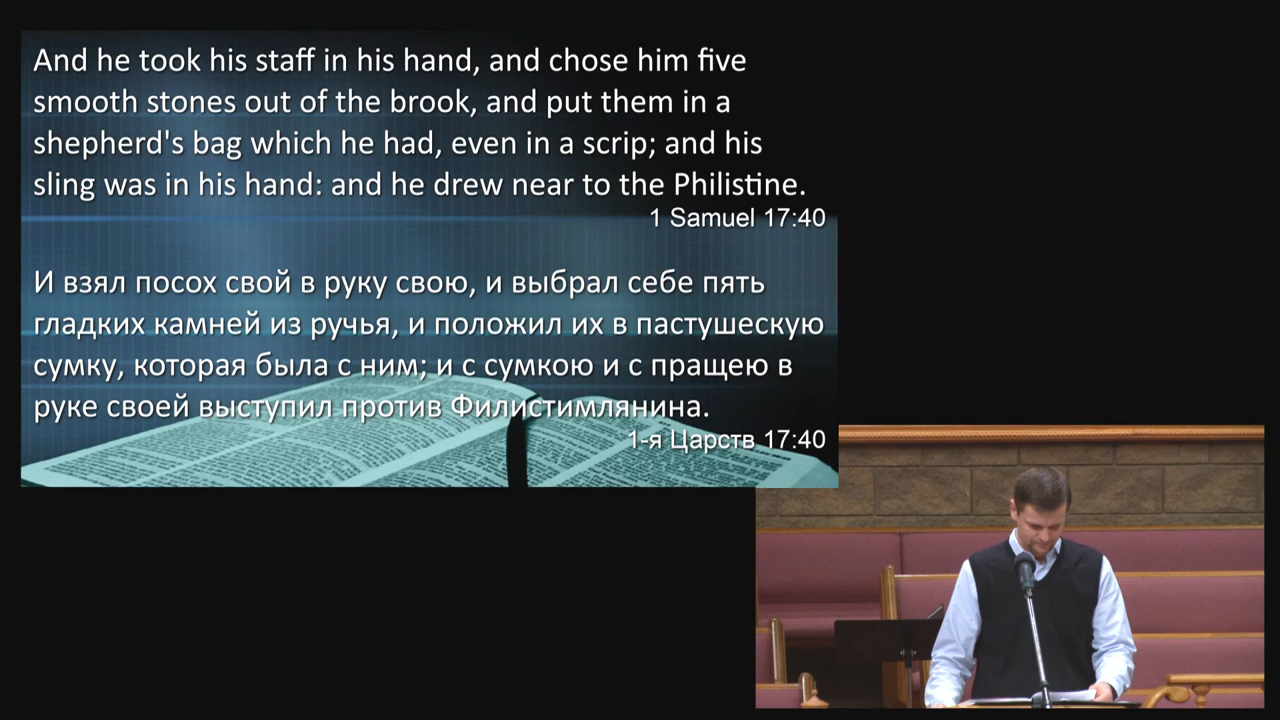 And he took his staff in his hand, and chose him five
smooth stones out of the brook, and put them in a
shepherd's bag which he had, even in a scrip; and his
sling was in his hand: and he drew near to the Philistine.
1 Samuel 17:40
И взял посох свой в руку свою, и выбрал себе пять
гладких камней из ручья, и положил их в пастушескую
сумку, которая была с ним; и с сумкою и с пращею в
руке своей выступил против Филистимлянина.
1-я Царств 17:40